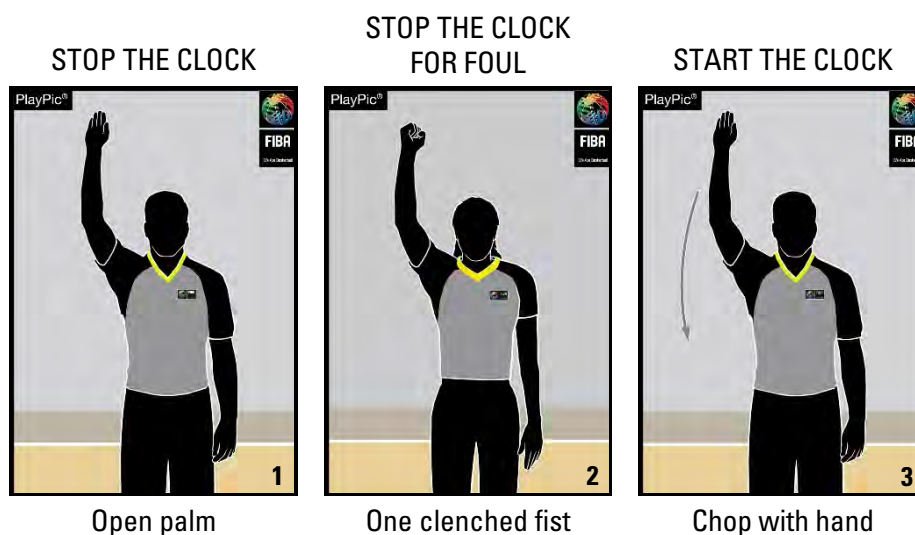 STOP THE CLOCK
STOP THE CLOCK
FOR FOUL
START THE CLOCK
PlayPic®
FIBA
PlayPic®
FIBA
PlayPic®
FIBA
1
2
3
Open palm
One clenched fist
Chop with hand